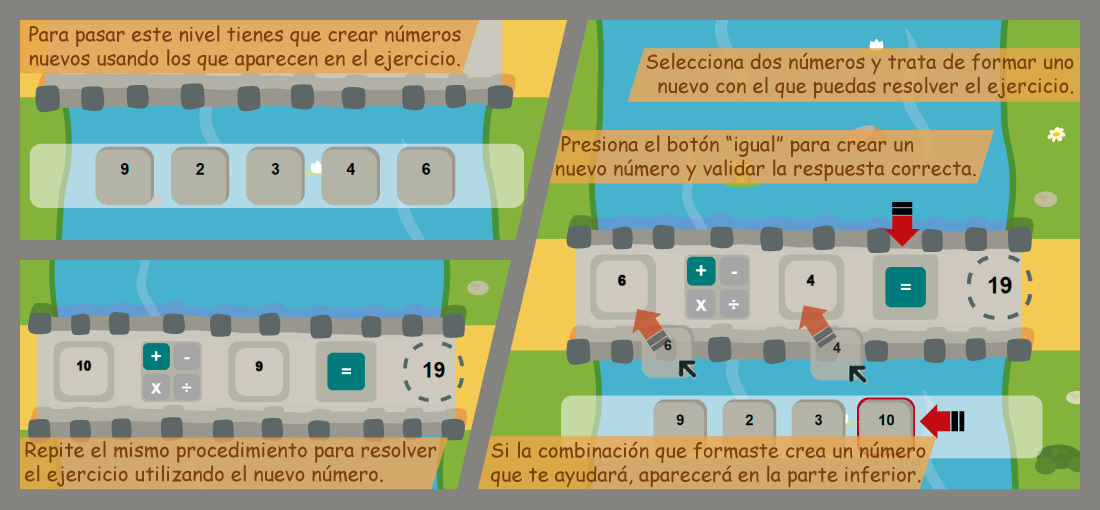 Para pasar este nivel tienes que crear números
nuevos usando los que aparecen en el ejercicio.
9 2 3 4 6
Selecciona dos números y trata de formar uno
nuevo con el que puedas resolver el ejercicio.
Presiona el botón “igual” para crear un
nuevo número y validar la respuesta correcta.
6 + - 4 = 19
x ÷
6 4
9 2 3 10
Si la combinación que formaste crea un número
que te ayudará, aparecerá en la parte inferior.
10 + - 9 = 19
x ÷
Repite el mismo procedimiento para resolver
el ejercicio utilizando el nuevo número.